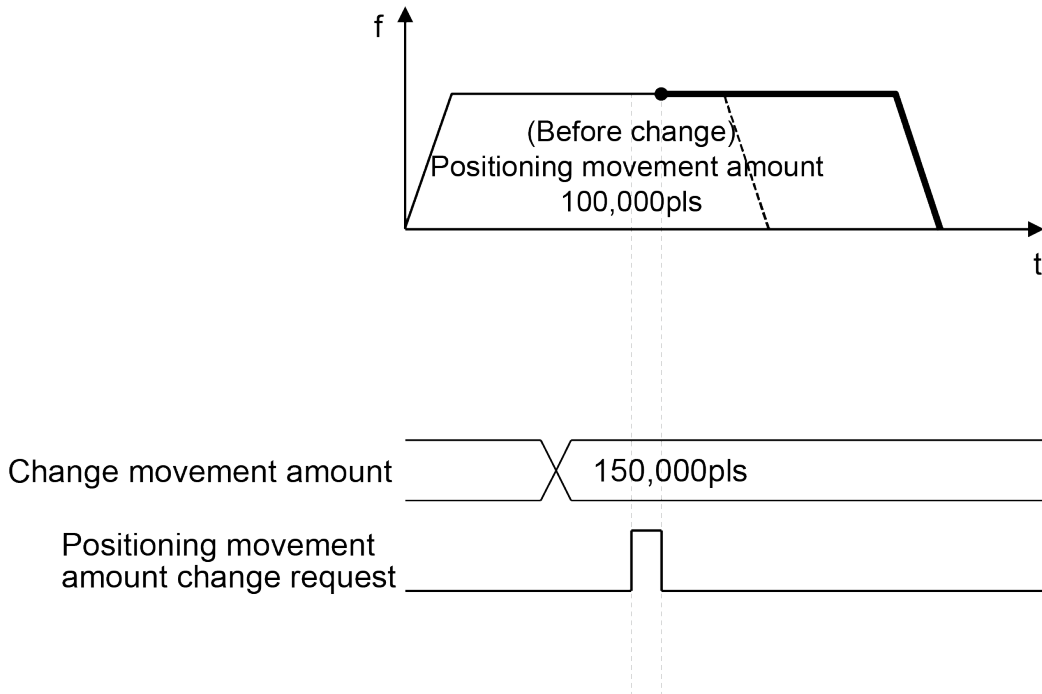 f
(Before change)
Positioning movement amount
100,000pls
t
Change movement amount
150,000pls
Positioning movement
amount change request